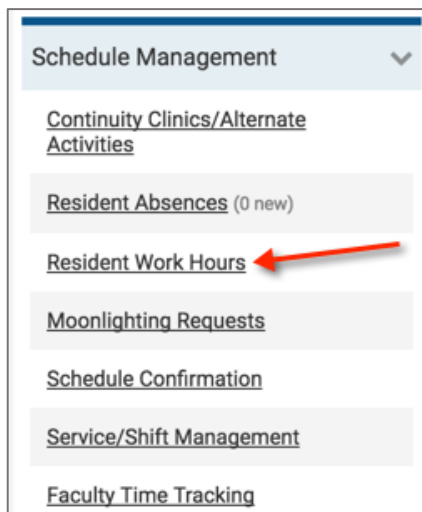 Schedule Management
Continuity Clinics/Alternate
Activities
Resident Absences (0 new)
Resident Work Hours
Moonlighting Requests
Schedule Confirmation
Service/Shift Management
Faculty Time Tracking